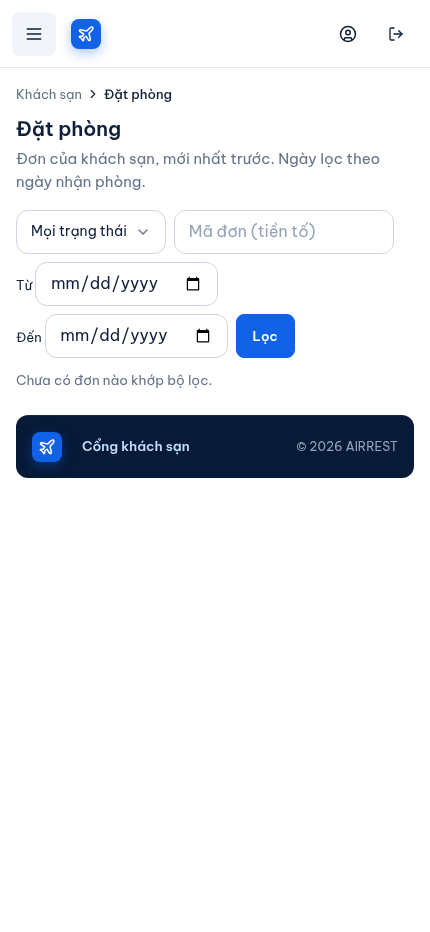 Khách sạn > Đặt phòng
Đặt phòng
Đơn của khách sạn, mới nhất trước. Ngày lọc theo
ngày nhận phòng.
Mọi trạng thái
Mã đơn (tiền tố)
Từ mm/dd/yyyy
Đến mm/dd/yyyy Lọc
Chưa có đơn nào khớp bộ lọc.
Cổng khách sạn © 2026 AIRREST